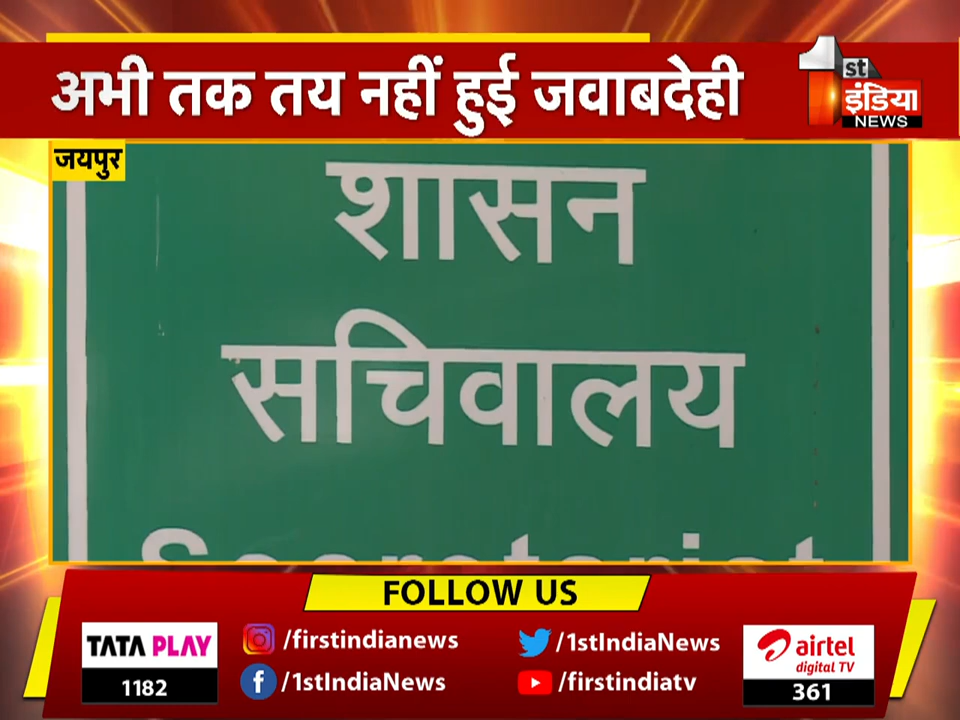 अभी तक तय नहीं हुई जवाबदेही
1st
इंडिया
NEWS
जयपुर
शासन
सचिवालय
Secretariat
FOLLOW US
TATA PLAY
1182
/firstindianews
/1stIndiaNews
/1stIndiaNews
/firstindiatv
airtel
digital TV
361